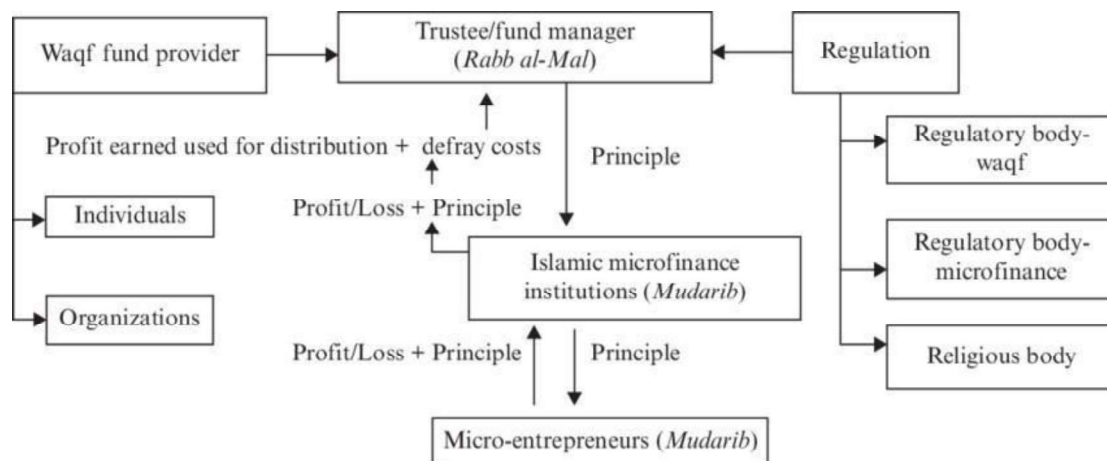 Waqf fund provider
Trustee/fund manager
(Rabb al-Mal)
Regulation
Profit earned used for distribution + defray costs
Principle
Regulatory body-
waqf
Individuals
Profit/Loss + Principle
Islamic microfinance
institutions (Mudarib)
Regulatory body-
microfinance
Organizations
Profit/Loss + Principle
Principle
Religious body
Micro-entrepreneurs (Mudarib)